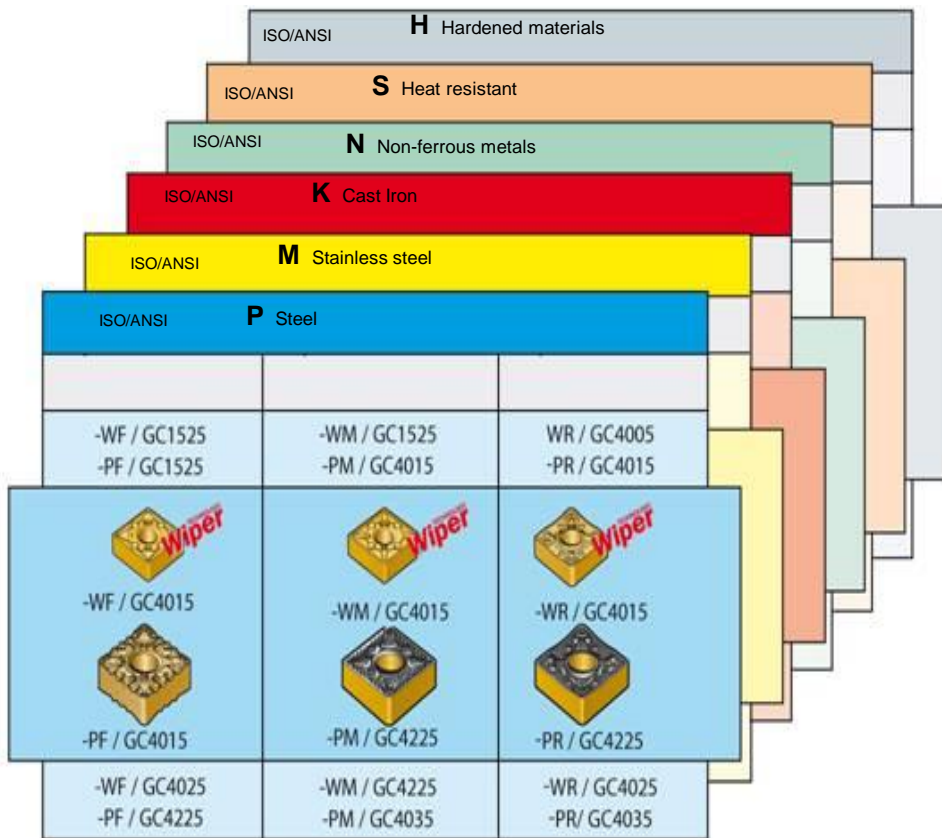 ISO/ANSI H Hardened materials
ISO/ANSI S Heat resistant
ISO/ANSI N Non-ferrous metals
ISO/ANSI K Cast Iron
ISO/ANSI M Stainless steel
ISO/ANSI P Steel
-WF / GC1525 -WM / GC1525 WR / GC4005
-PF / GC1525 -PM / GC4015 -PR / GC4015
Wiper Wiper Wiper
-WF / GC4015 -WM / GC4015 -WR / GC4015
-PF / GC4015 -PM / GC4225 -PR / GC4225
-WF / GC4025 -WM / GC4225 -WR / GC4025
-PF / GC4225 -PM / GC4035 -PR/ GC4035